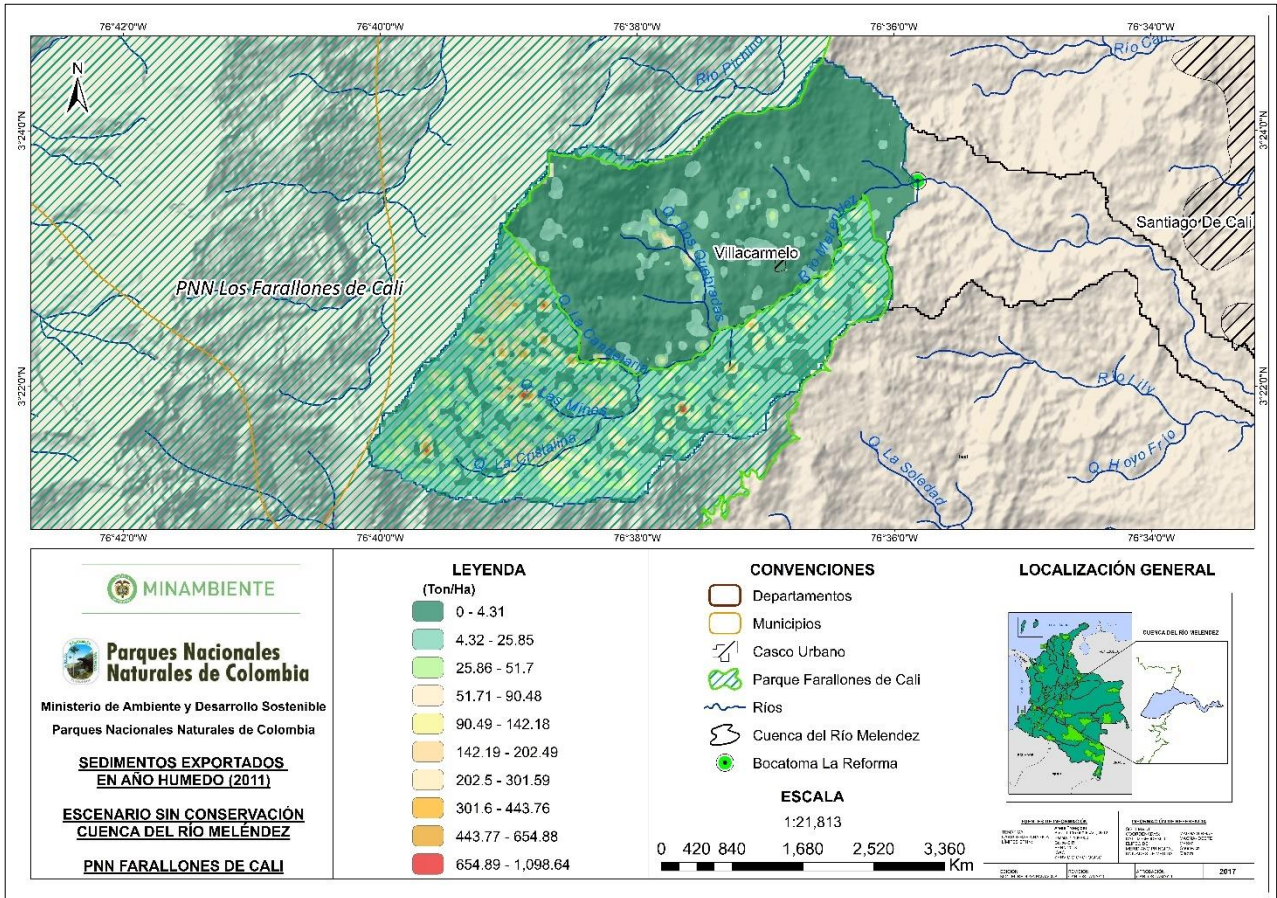 76°42'0"W
76°40'0"W
76°38'0"W
76°36'0"W
76°34'0"W
N
3°24'0"N
3°24'0"N
3°22'0"N
3°22'0"N
Río Pichindé
Río Cali
Santiago De Cali
PNN Los Farallones de Cali
Villacarmelo
Q. Dos Quebradas
Río Melendez
Q. La Candelaria
Q. Las Minas
Q. La Cristalina
Río Lily
Q. Hoyo Frío
Q. La Soledad
76°42'0"W
76°40'0"W
76°38'0"W
76°36'0"W
76°34'0"W
MINAMBIENTE
Parques Nacionales
Naturales de Colombia
Ministerio de Ambiente y Desarrollo Sostenible
Parques Nacionales Naturales de Colombia
SEDIMENTOS EXPORTADOS
EN AÑO HUMEDO (2011)
ESCENARIO SIN CONSERVACIÓN
CUENCA DEL RÍO MELÉNDEZ
PNN FARALLONES DE CALI
LEYENDA
(Ton/Ha)
0 - 4.31
4.32 - 25.85
25.86 - 51.7
51.71 - 90.48
90.49 - 142.18
142.19 - 202.49
202.5 - 301.59
301.6 - 443.76
443.77 - 654.88
654.89 - 1,098.64
CONVENCIONES
Departamentos
Municipios
Casco Urbano
Parque Farallones de Cali
Ríos
Cuenca del Río Melendez
Bocatoma La Reforma
ESCALA
1:21,813
0 420 840 1,680 2,520 3,360
Km
LOCALIZACIÓN GENERAL
CUENCA DEL RÍO MELENDEZ
2017